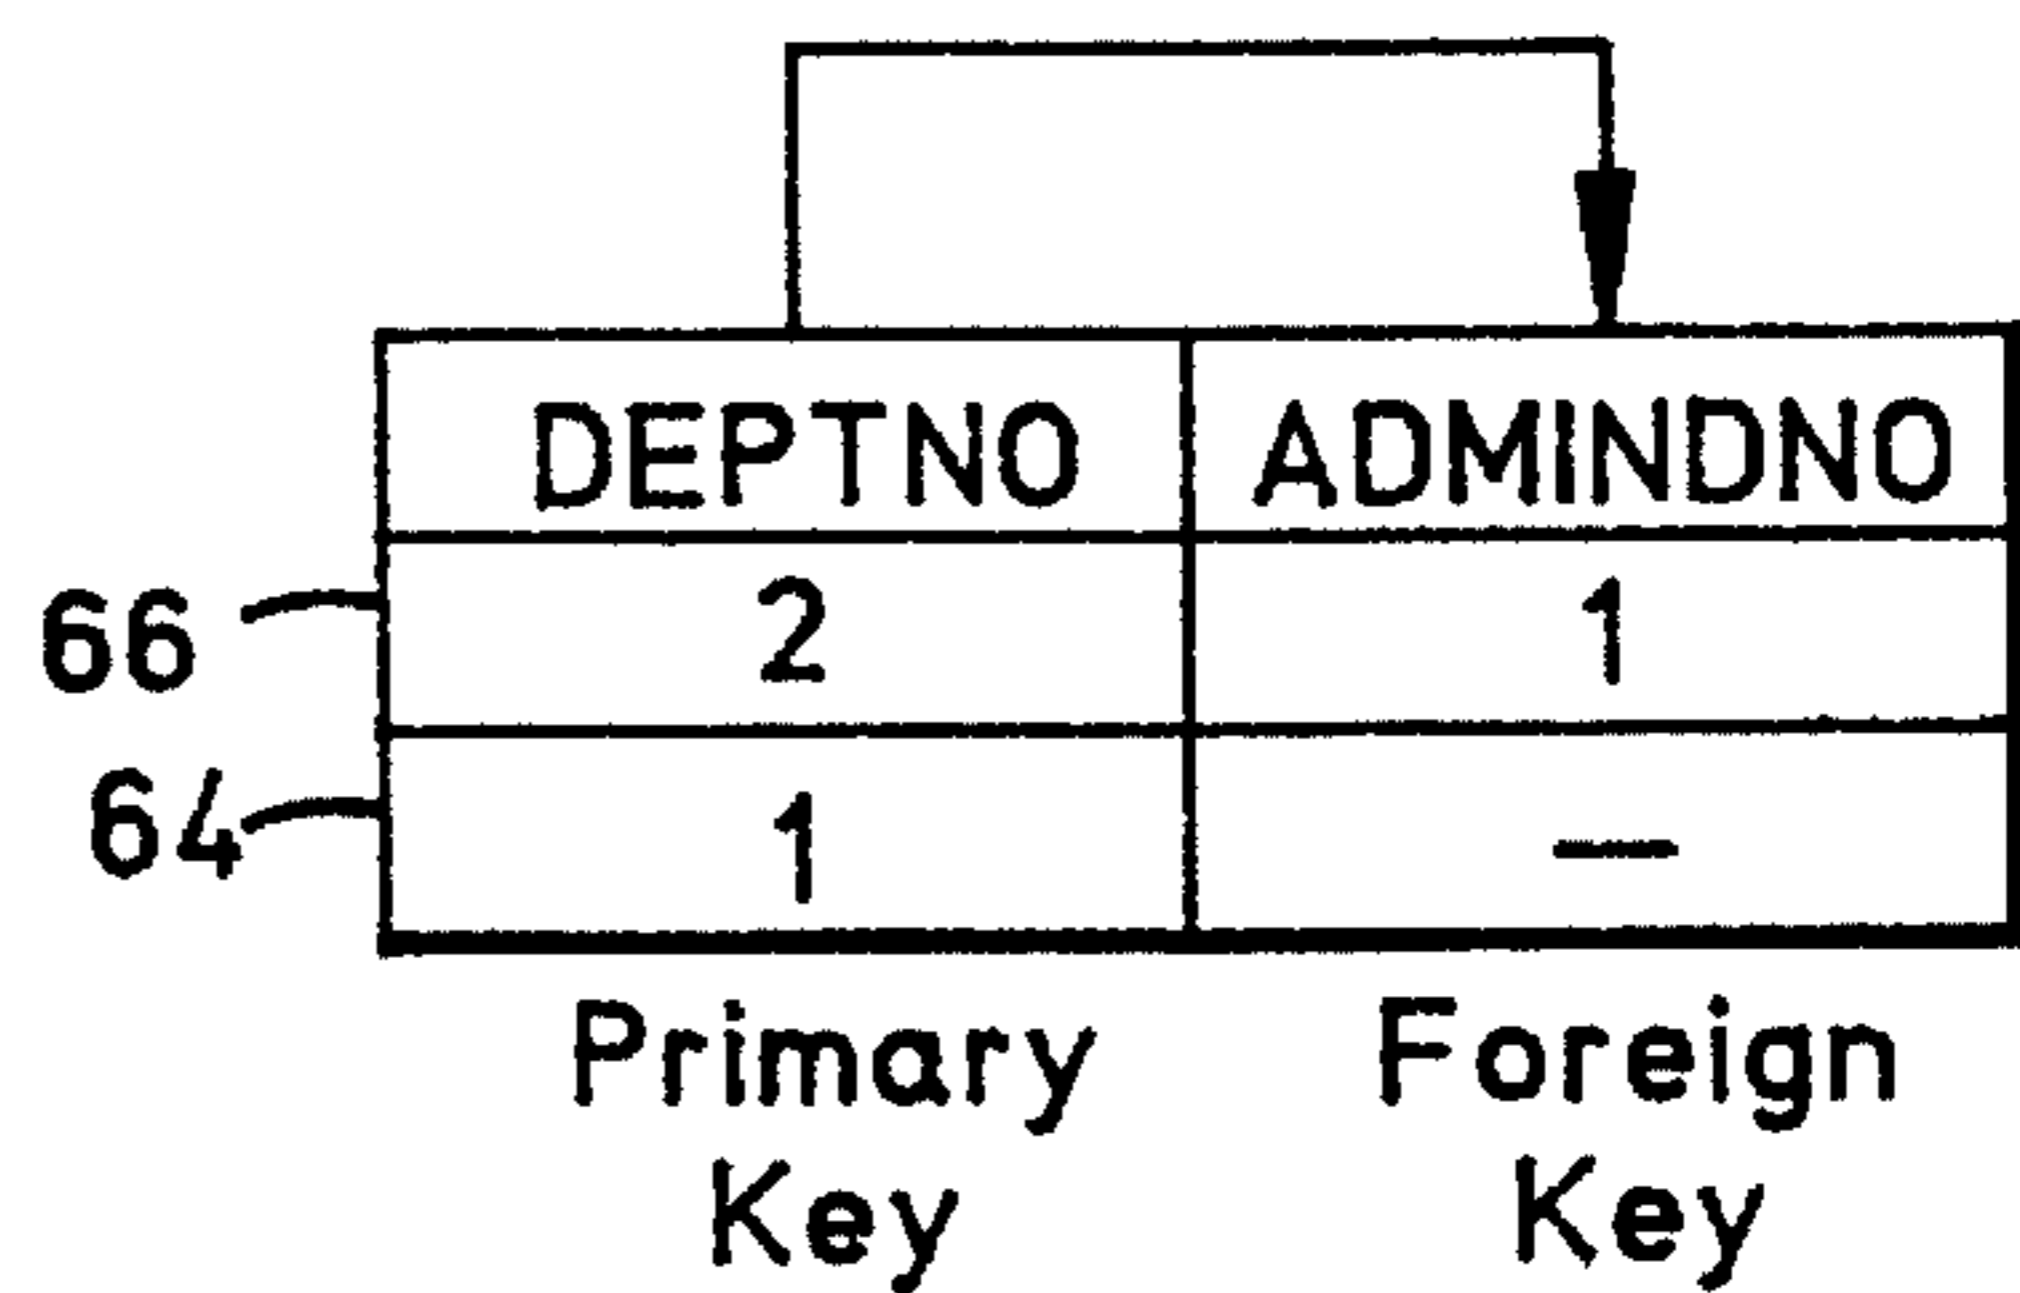 DEPTNO ADMINDNO
66 2 1
64 1 –
Primary Foreign
Key Key